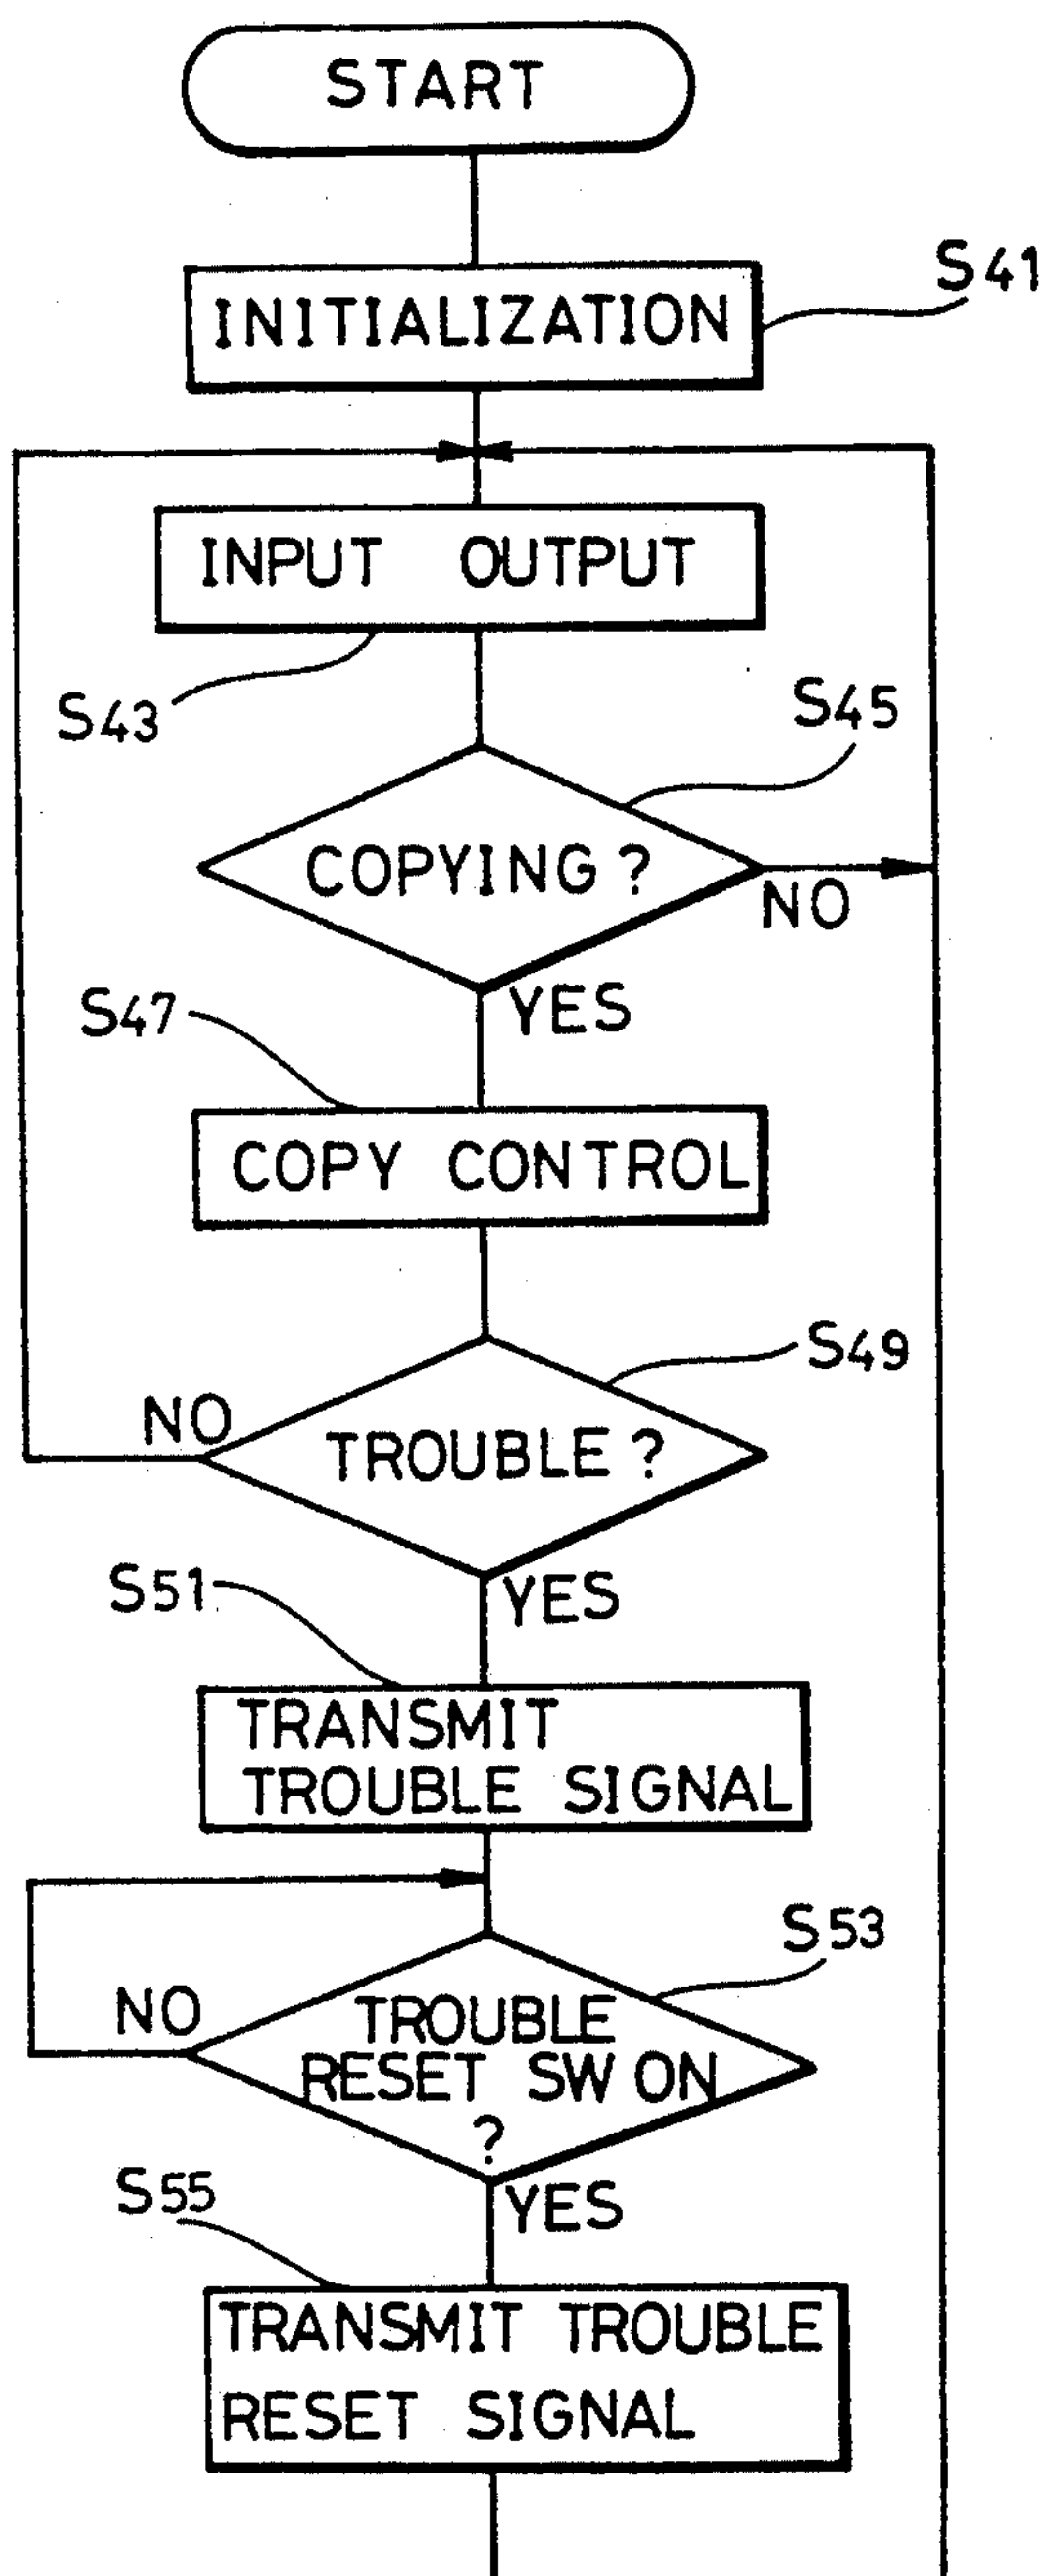 START
INITIALIZATION
S41
INPUT OUTPUT
S43
S45
COPYING ?
NO
YES
S47
COPY CONTROL
S49
NO
TROUBLE ?
YES
S51
TRANSMIT
TROUBLE SIGNAL
S53
NO
TROUBLE
RESET SW ON
?
YES
S55
TRANSMIT TROUBLE
RESET SIGNAL